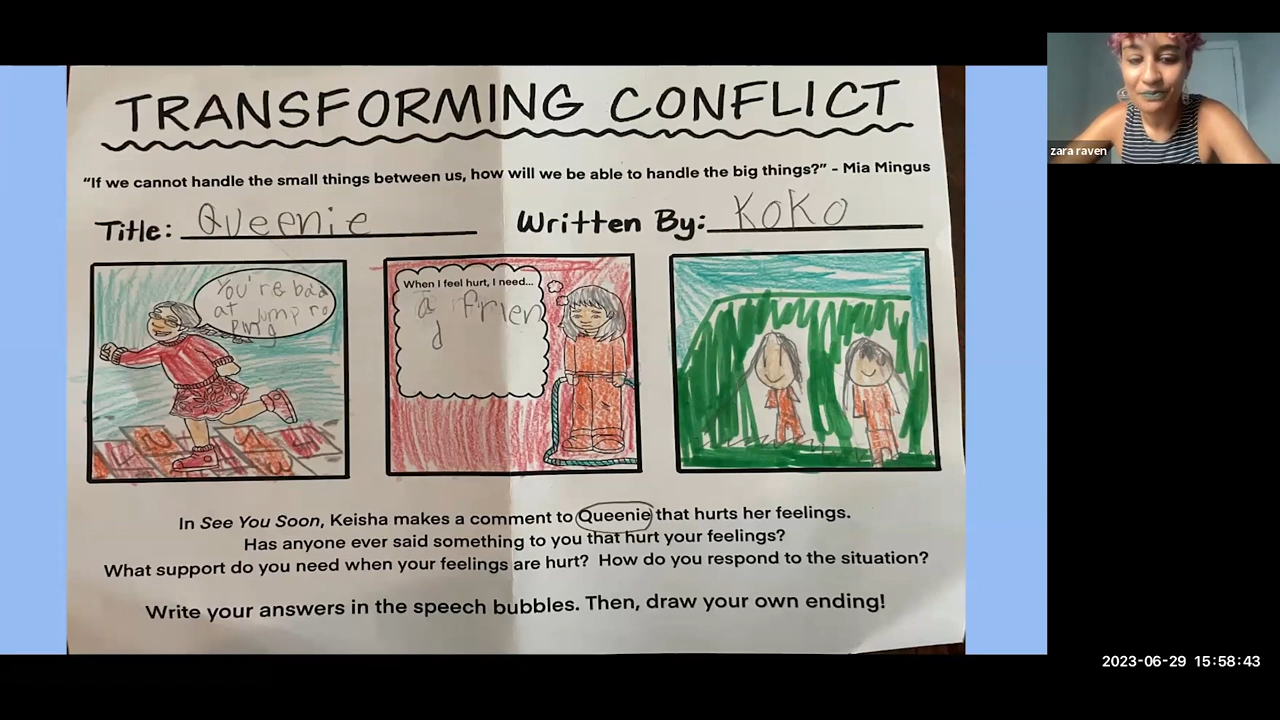 TRANSFORMING CONFLICT
“If we cannot handle the small things between us, how will we be able to handle the big things?” - Mia Mingus
Title: Queenie
Written By: KoKo
You're bad
at jump ro
ping
When I feel hurt, I need...
a frien
d
In See You Soon, Keisha makes a comment to Queenie that hurts her feelings.
Has anyone ever said something to you that hurt your feelings?
What support do you need when your feelings are hurt? How do you respond to the situation?
Write your answers in the speech bubbles. Then, draw your own ending!
zara raven
2023-06-29 15:58:43